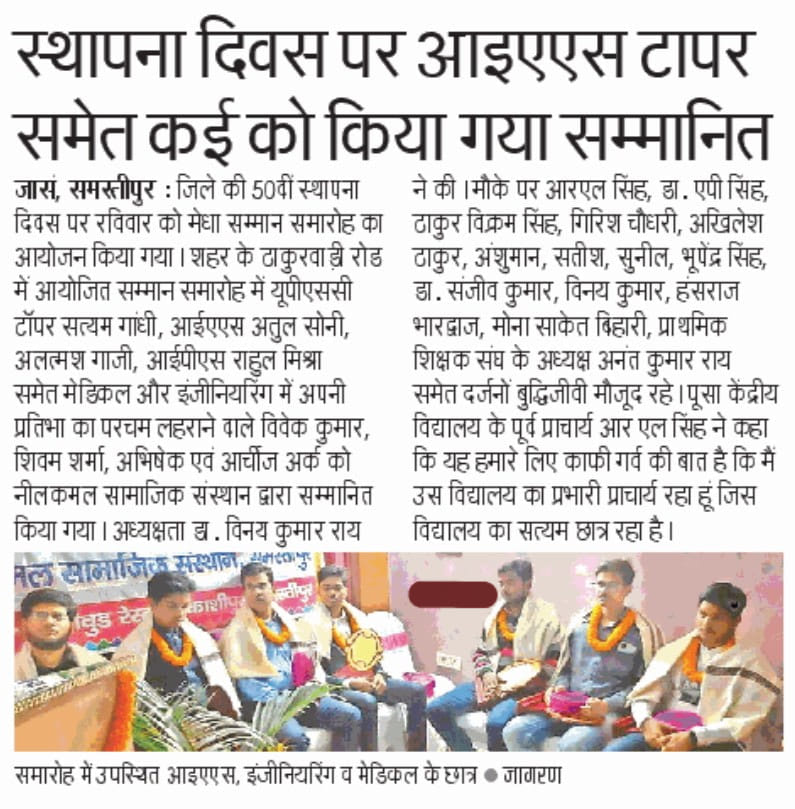 स्थापना दिवस पर आइएएस टापर
समेत कई को किया गया सम्मानित
जासं, समस्तीपुर : जिले की 50वीं स्थापना
दिवस पर रविवार को मेधा सम्मान समारोह का
आयोजन किया गया। शहर के ठाकुरवाड़ी रोड
में आयोजित सम्मान समारोह में यूपीएससी
टॉपर सत्यम गांधी, आईएएस अतुल सोनी,
अलत्मश गाजी, आईपीएस राहुल मिश्रा
समेत मेडिकल और इंजीनियरिंग में अपनी
प्रतिभा का परचम लहराने वाले विवेक कुमार,
शिवम शर्मा, अभिषेक एवं आर्चीज अर्क को
नीलकमल सामाजिक संस्थान द्वारा सम्मानित
किया गया। अध्यक्षता डा. विनय कुमार राय
ने की।मौके पर आरएल सिंह, डा. एपी सिंह,
ठाकुर विक्रम सिंह, गिरिश चौधरी, अखिलेश
ठाकुर, अंशुमान, सतीश, सुनील, भूपेंद्र सिंह,
डा. संजीव कुमार, विनय कुमार, हंसराज
भारद्वाज, मोना साकेत बिहारी, प्राथमिक
शिक्षक संघ के अध्यक्ष अनंत कुमार राय
समेत दर्जनों बुद्धिजीवी मौजूद रहे।पूसा केंद्रीय
विद्यालय के पूर्व प्राचार्य आर एल सिंह ने कहा
कि यह हमारे लिए काफी गर्व की बात है कि मैं
उस विद्यालय का प्रभारी प्राचार्य रहा हूं जिस
विद्यालय का सत्यम छात्र रहा है।
मल सामाजिक संस्थान, समस्तीपुर
समारोह में उपस्थित आइएएस, इंजीनियरिंग व मेडिकल के छात्र ● जागरण